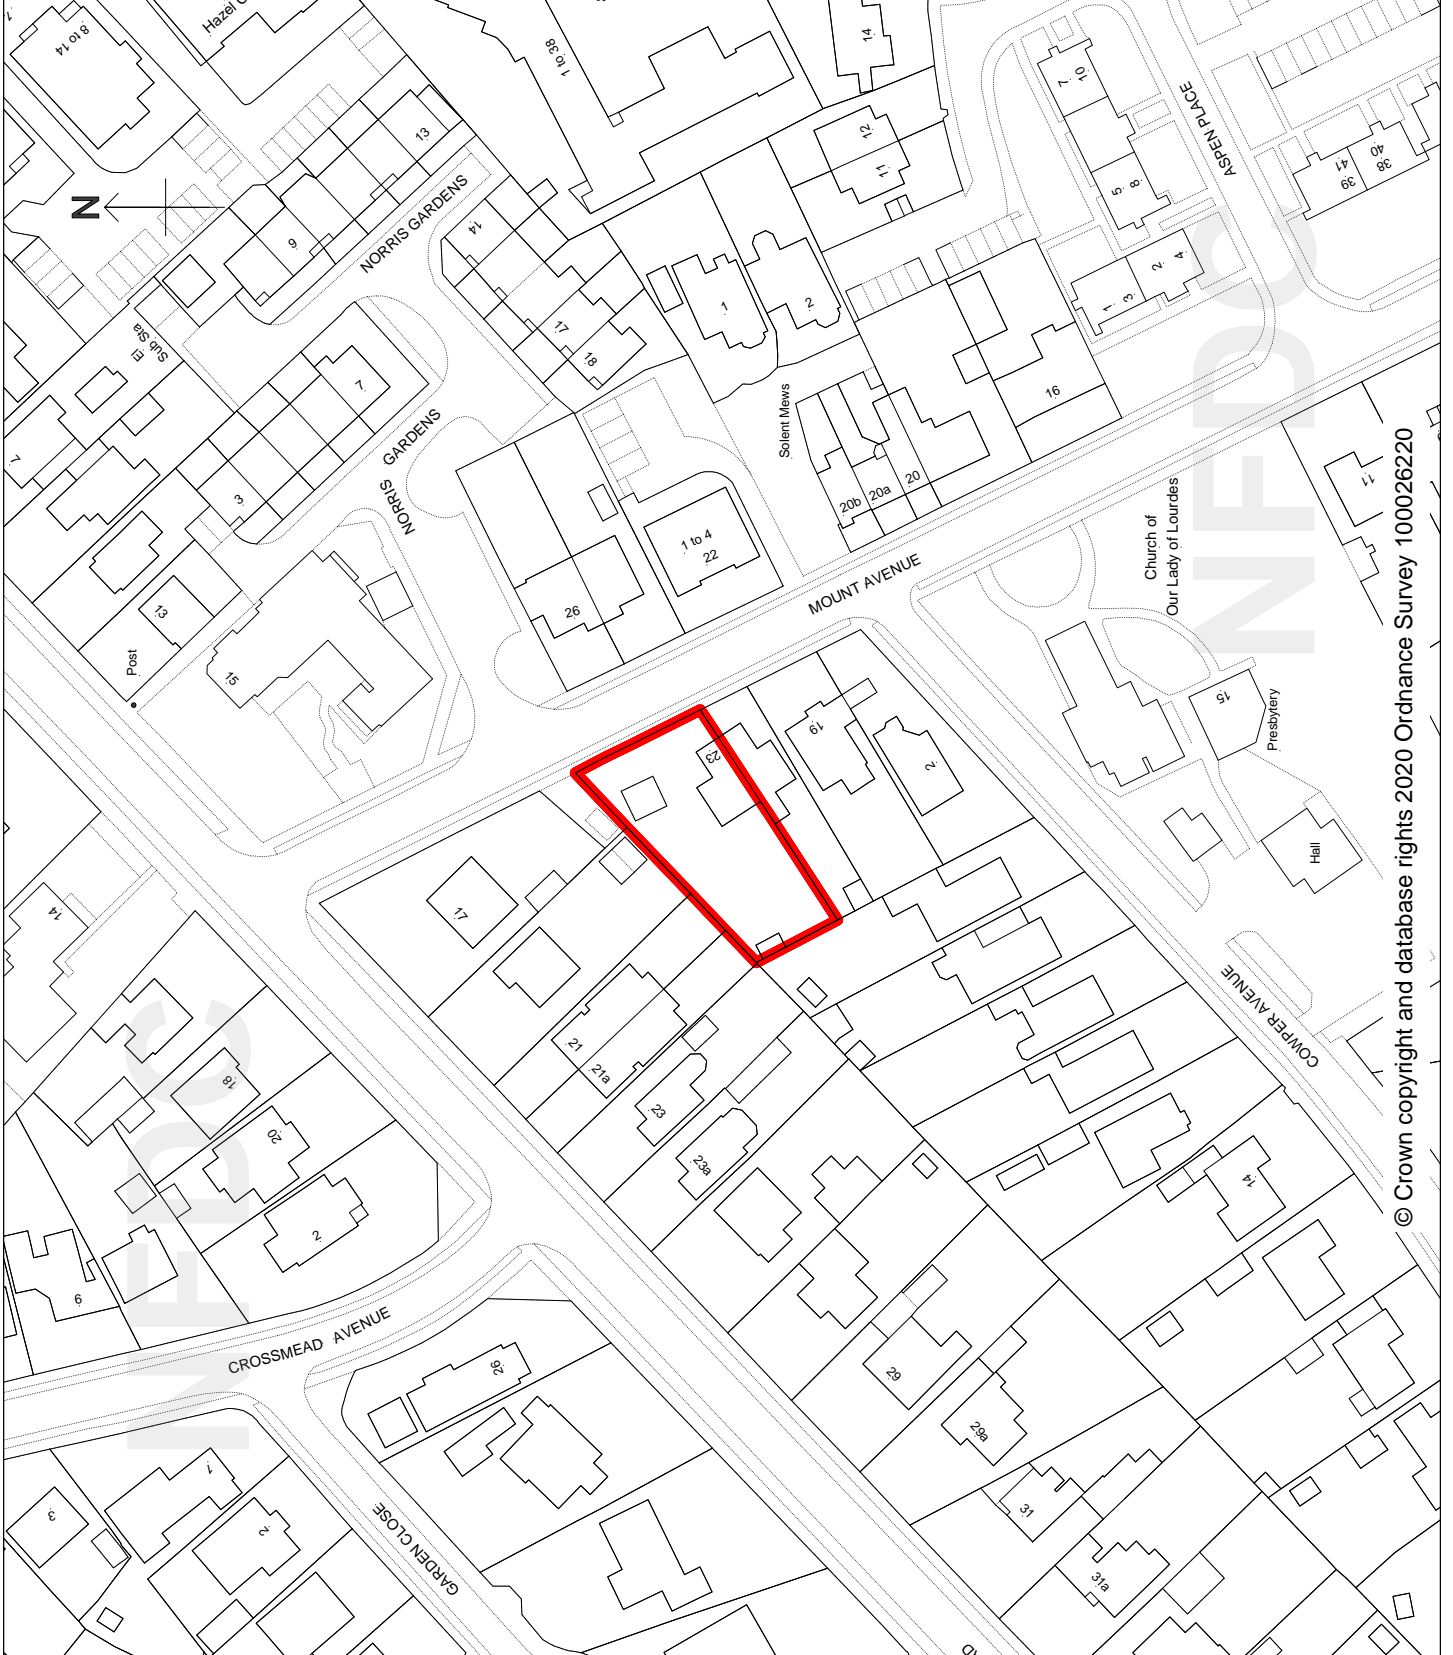 8 to 14
Hazel C
7
N
13
1 to 38
14
12
11
7
10
ASPEN PLACE
5
8
41
39
40
38
NORRIS GARDENS
9
14
El
Sub Sta
17
18
1
2
1
3
2
4
7
7
3
NORRIS GARDENS
Solent Mews
16
20b
20a
20
1 to 4
22
26
13
Post
15
MOUNT AVENUE
Church of
Our Lady of Lourdes
11
15
Presbytery
Hall
23
19
2
17
14
18
20
2
21
21a
23
23a
COWPER AVENUE
14
6
CROSSMEAD AVENUE
26
29
29a
31
31a
3
1
2
GARDEN CLOSE
NFDC
NFDC
© Crown copyright and database rights 2020 Ordnance Survey 100026220